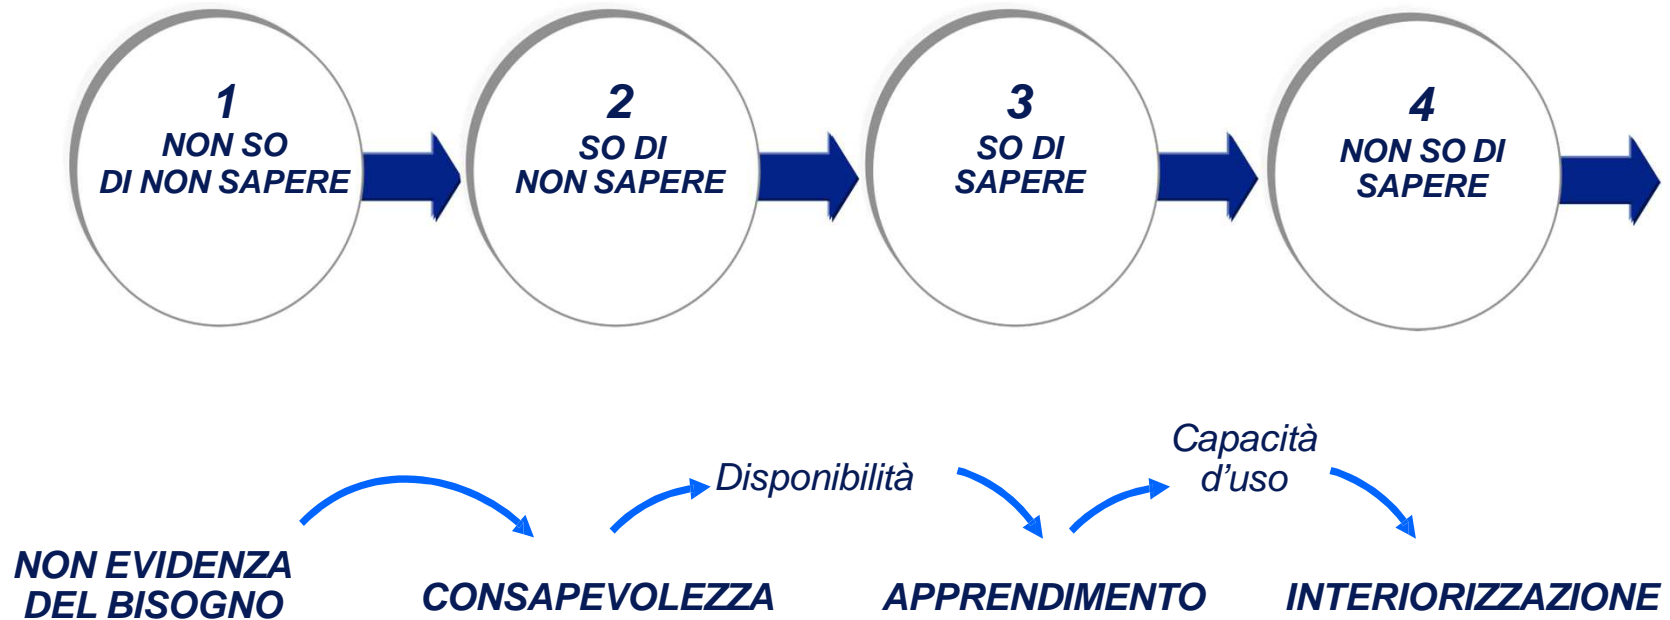 1
NON SO
DI NON SAPERE
2
SO DI
NON SAPERE
3
SO DI
SAPERE
4
NON SO DI
SAPERE
Disponibilità
Capacità
d'uso
NON EVIDENZA
DEL BISOGNO
CONSAPEVOLEZZA
APPRENDIMENTO
INTERIORIZZAZIONE